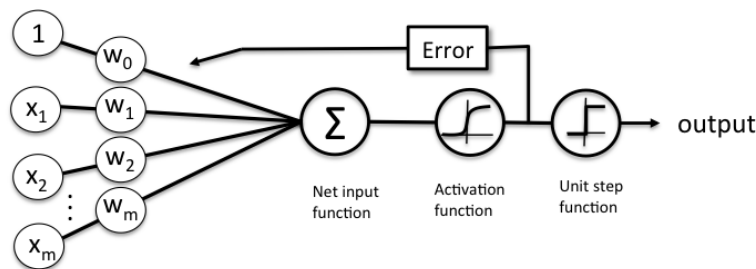 1
w₀
Error
x₁
w₁
Σ
output
x₂
w₂
⋮
wₘ
xₘ
Net input
function
Activation
function
Unit step
function